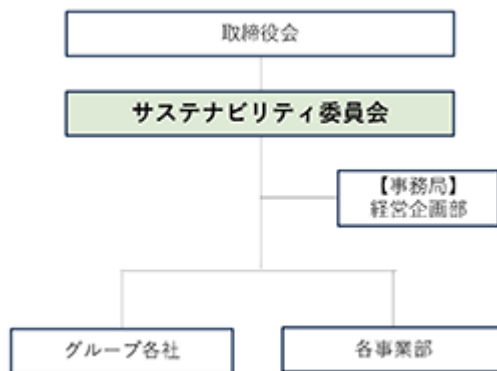 取締役会
サステナビリティ委員会
【事務局】
経営企画部
グループ各社
各事業部